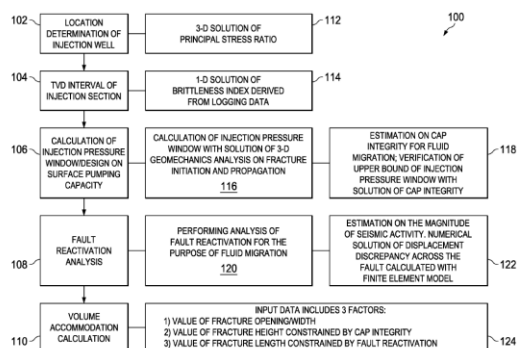 102
LOCATION
DETERMINATION OF
INJECTION WELL
3-D SOLUTION OF
PRINCIPAL STRESS RATIO
112
100
104
TVD INTERVAL OF
INJECTION SECTION
1-D SOLUTION OF
BRITTLENESS INDEX DERIVED
FROM LOGGING DATA
114
106
CALCULATION OF
INJECTION PRESSURE
WINDOW/DESIGN ON
SURFACE PUMPING
CAPACITY
CALCULATION OF INJECTION PRESSURE
WINDOW WITH SOLUTION OF 3-D
GEOMECHANICS ANALYSIS ON FRACTURE
INITIATION AND PROPAGATION
116
ESTIMATION ON CAP
INTEGRITY FOR FLUID
MIGRATION; VERIFICATION OF
UPPER BOUND OF INJECTION
PRESSURE WINDOW WITH
SOLUTION OF CAP INTEGRITY
118
108
FAULT
REACTIVATION
ANALYSIS
PERFORMING ANALYSIS OF
FAULT REACTIVATION FOR THE
PURPOSE OF FLUID MIGRATION
120
ESTIMATION ON THE MAGNITUDE
OF SEISMIC ACTIVITY. NUMERICAL
SOLUTION OF DISPLACEMENT
DISCREPANCY ACROSS THE
FAULT CALCULATED WITH
FINITE ELEMENT MODEL
122
110
VOLUME
ACCOMMODATION
CALCULATION
INPUT DATA INCLUDES 3 FACTORS:
1) VALUE OF FRACTURE OPENING/WIDTH
2) VALUE OF FRACTURE HEIGHT CONSTRAINED BY CAP INTEGRITY
3) VALUE OF FRACTURE LENGTH CONSTRAINED BY FAULT REACTIVATION
124